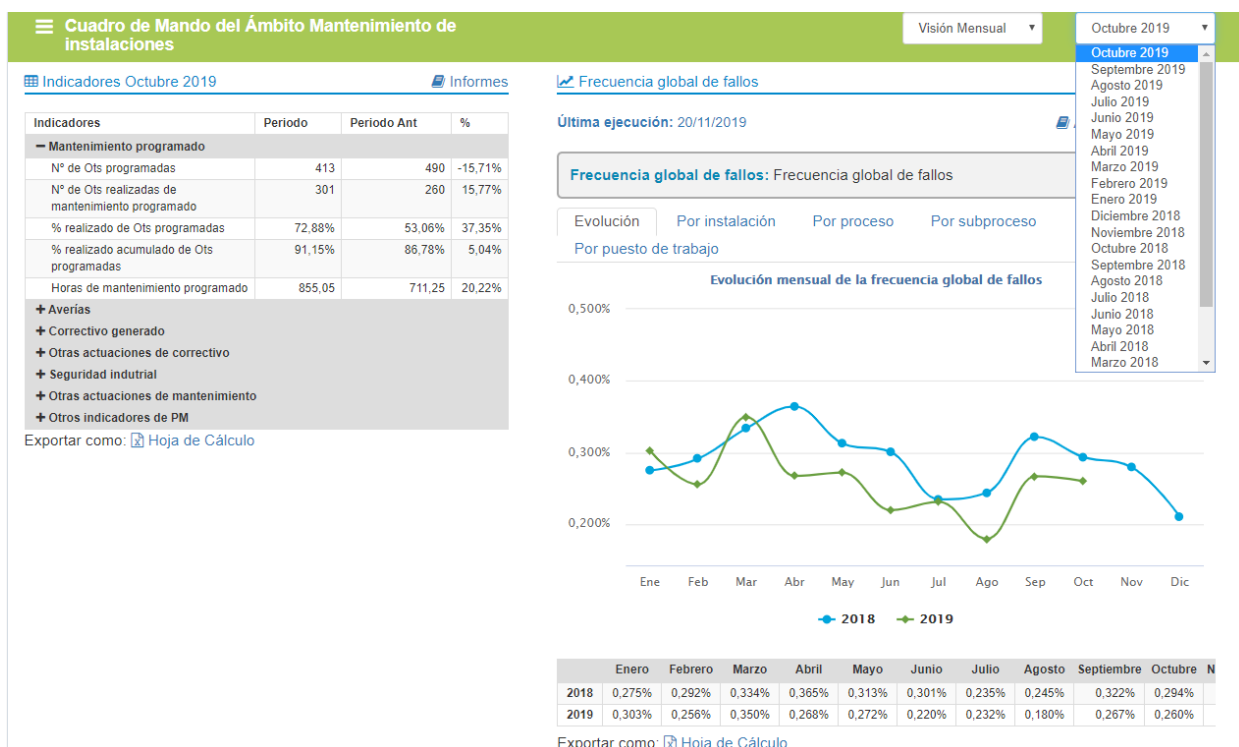 Cuadro de Mando del Ámbito Mantenimiento de
instalaciones
Visión Mensual
Octubre 2019
Octubre 2019
Septembre 2019
Agosto 2019
Julio 2019
Junio 2019
Mayo 2019
Abril 2019
Marzo 2019
Febrero 2019
Enero 2019
Diciembre 2018
Noviembre 2018
Octubre 2018
Septembre 2018
Agosto 2018
Julio 2018
Junio 2018
Mayo 2018
Abril 2018
Marzo 2018
Indicadores Octubre 2019 Informes
Indicadores Periodo Periodo Ant %
Mantenimiento programado
Nº de Ots programadas 413 490 -15,71%
Nº de Ots realizadas de 301 260 15,77%
mantenimiento programado
% realizado de Ots programadas 72,88% 53,06% 37,35%
% realizado acumulado de Ots 91,15% 86,78% 5,04%
programadas
Horas de mantenimiento programado 855,05 711,25 20,22%
+ Averías
+ Correctivo generado
+ Otras actuaciones de correctivo
+ Seguridad indutrial
+ Otras actuaciones de mantenimiento
+ Otros indicadores de PM
Exportar como: Hoja de Cálculo
Frecuencia global de fallos
Última ejecución: 20/11/2019
Frecuencia global de fallos: Frecuencia global de fallos
Evolución Por instalación Por proceso Por subproceso
Por puesto de trabajo
Evolución mensual de la frecuencia global de fallos
0,500%
0,400%
0,300%
0,200%
Ene Feb Mar Abr May Jun Jul Ago Sep Oct Nov Dic
2018 2019
Enero Febrero Marzo Abril Mayo Junio Julio Agosto Septiembre Octubre N
2018 0,275% 0,292% 0,334% 0,365% 0,313% 0,301% 0,235% 0,245% 0,322% 0,294%
2019 0,303% 0,256% 0,350% 0,268% 0,272% 0,220% 0,232% 0,180% 0,267% 0,260%
Exportar como: Hoja de Cálculo